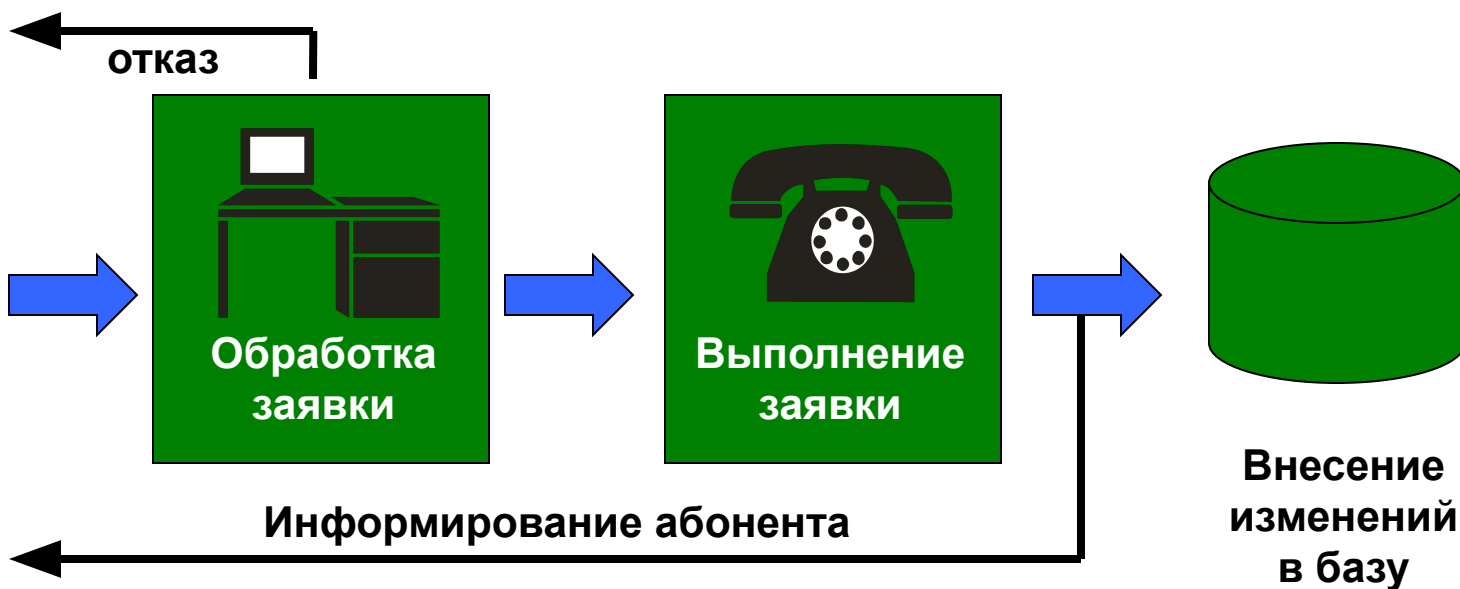 отказ
Обработка
заявки
Выполнение
заявки
Внесение
изменений
в базу
Информирование абонента